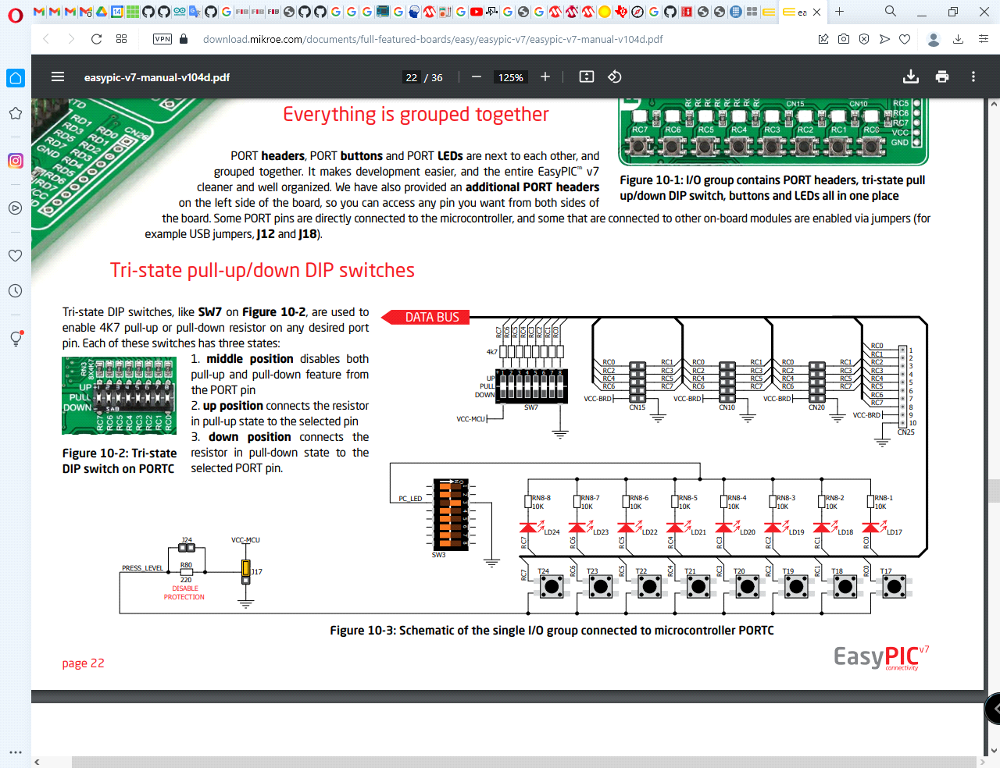 download.mikroe.com/documents/full-featured-boards/easy/easypic-v7/easypic-v7-manual-v104d.pdf
VPN
easypic-v7-manual-v104d.pdf
22 / 36
125%
Everything is grouped together
PORT headers, PORT buttons and PORT LEDs are next to each other, and
grouped together. It makes development easier, and the entire EasyPIC™ v7
cleaner and well organized. We have also provided an additional PORT headers
on the left side of the board, so you can access any pin you want from both sides of
the board. Some PORT pins are directly connected to the microcontroller, and some that are connected to other on-board modules are enabled via jumpers (for
example USB jumpers, J12 and J18).
CN15 CN10
RC5
RC6
RC7
VCC
GND
RC7 RC6 RC5 RC4 RC3 RC2 RC1 RC0
Figure 10-1: I/O group contains PORT headers, tri-state pull
up/down DIP switch, buttons and LEDs all in one place
Tri-state pull-up/down DIP switches
Tri-state DIP switches, like SW7 on Figure 10-2, are used to
enable 4K7 pull-up or pull-down resistor on any desired port
pin. Each of these switches has three states:
1. middle position disables both
pull-up and pull-down feature from
the PORT pin
2. up position connects the resistor
in pull-up state to the selected pin
3. down position connects the
resistor in pull-down state to the
selected PORT pin.
RN3
8X4K7
UP
PULL
DOWN
RC7 RC6 RC5 RC4 RC3 RC2 RC1 RC0
Figure 10-2: Tri-state
DIP switch on PORTC
DATA BUS
RC7 RC6 RC5 RC4 RC3 RC2 RC1 RC0
4k7
1 2 3 4 5 6 7 8
UP
PULL
DOWN
SW7
VCC-MCU
RC0 RC1
RC2 RC3
RC4 RC5
RC6 RC7
VCC-BRD
CN15
RC0 RC1
RC2 RC3
RC4 RC5
RC6 RC7
VCC-BRD
CN10
RC0 RC1
RC2 RC3
RC4 RC5
RC6 RC7
VCC-BRD
CN20
RC0 1
RC1 2
RC2 3
RC3 4
RC4 5
RC5 6
RC6 7
RC7 8
VCC-BRD 9
10
CN25
PC_LED
SW3
RN8-8 10K
RN8-7 10K
RN8-6 10K
RN8-5 10K
RN8-4 10K
RN8-3 10K
RN8-2 10K
RN8-1 10K
LD24 LD23 LD22 LD21 LD20 LD19 LD18 LD17
RC7 RC6 RC5 RC4 RC3 RC2 RC1 RC0
RC7 RC6 RC5 RC4 RC3 RC2 RC1 RC0
T24 T23 T22 T21 T20 T19 T18 T17
J24
VCC-MCU
PRESS_LEVEL
R80
220
J17
DISABLE
PROTECTION
Figure 10-3: Schematic of the single I/O group connected to microcontroller PORTC
page 22
EasyPIC v7
connectivity